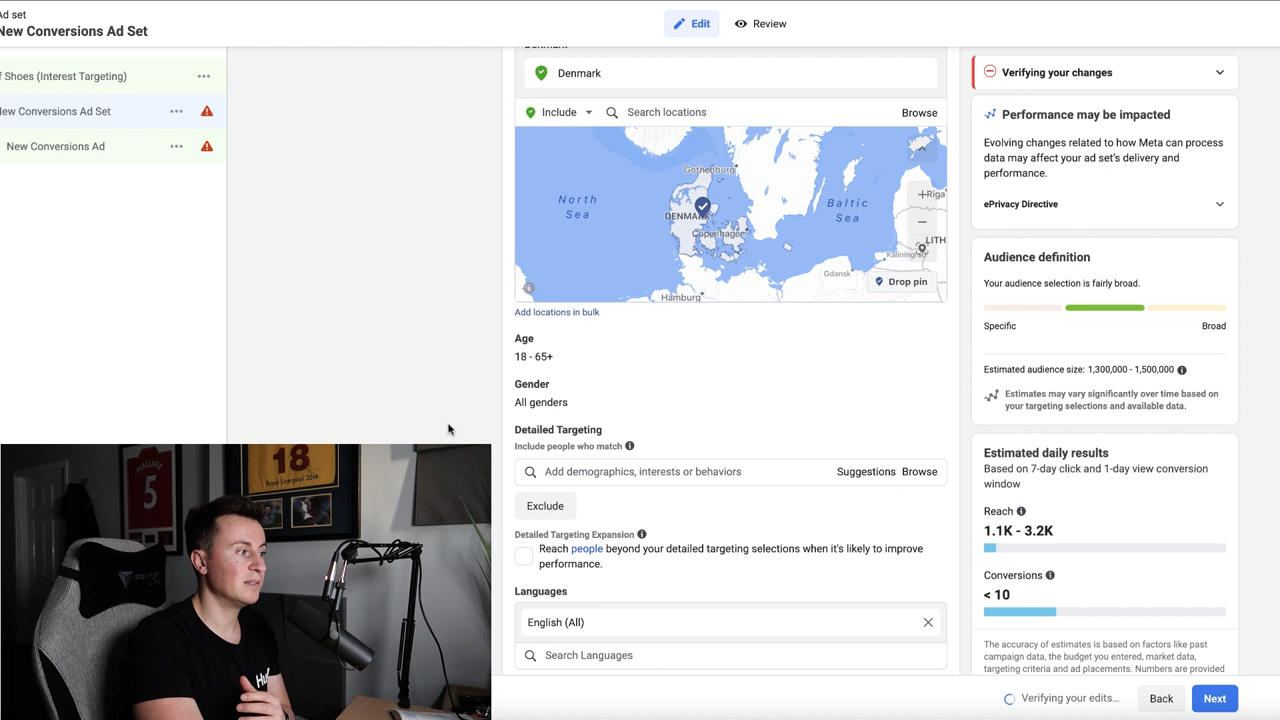 Ad set
New Conversions Ad Set
Edit
Review
f Shoes (Interest Targeting)
New Conversions Ad Set
New Conversions Ad
Denmark
Denmark
Include
Search locations
Browse
North
Sea
Gothenburg
DENMARK
Copenhagen
Baltic
Sea
Riga
LITH
Kaliningrad
Gdansk
Hamburg
Drop pin
Add locations in bulk
Age
18 - 65+
Gender
All genders
Detailed Targeting
Include people who match
Add demographics, interests or behaviors
Suggestions
Browse
Exclude
Detailed Targeting Expansion
Reach people beyond your detailed targeting selections when it's likely to improve
performance.
Languages
English (All)
Search Languages
Verifying your changes
Performance may be impacted
Evolving changes related to how Meta can process
data may affect your ad set's delivery and
performance.
ePrivacy Directive
Audience definition
Your audience selection is fairly broad.
Specific
Broad
Estimated audience size: 1,300,000 - 1,500,000
Estimates may vary significantly over time based on
your targeting selections and available data.
Estimated daily results
Based on 7-day click and 1-day view conversion
window
Reach
1.1K - 3.2K
Conversions
< 10
The accuracy of estimates is based on factors like past
campaign data, the budget you entered, market data,
targeting criteria and ad placements. Numbers are provided
Verifying your edits...
Back
Next
MAGUIRE
5
18
Royal Liverpool 2014